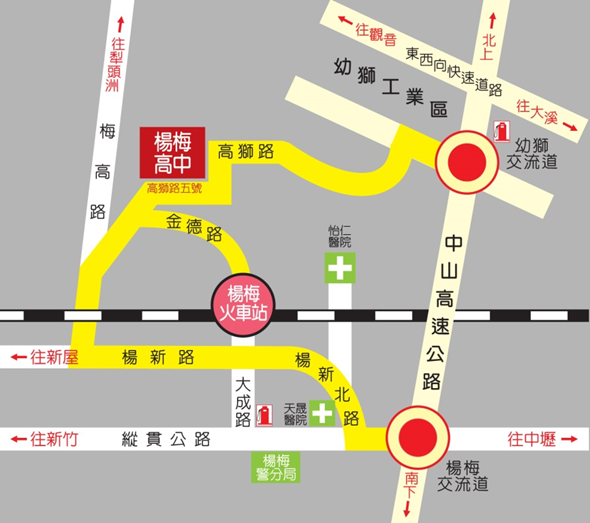 往觀音
北上
東西向快速道路
往犁頭洲
幼獅工業區
往大溪
梅高路
楊梅
高中
高獅路
幼獅
交流道
高獅路五號
金德路
怡仁
醫院
中山高速公路
楊梅
火車站
往新屋
楊新路
楊新北路
大成路
天晟
醫院
往新竹
縱貫公路
往中壢
楊梅
警分局
楊梅
交流道
南下